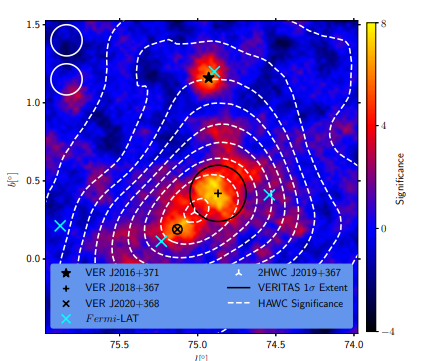 1.5
1.0
0.5
0.0
b[°]
75.5
75.0
74.5
74.0
l[°]
8
4
0
−4
Significance
VER J2016+371
VER J2018+367
VER J2020+368
Fermi-LAT
2HWC J2019+367
VERITAS 1σ Extent
HAWC Significance